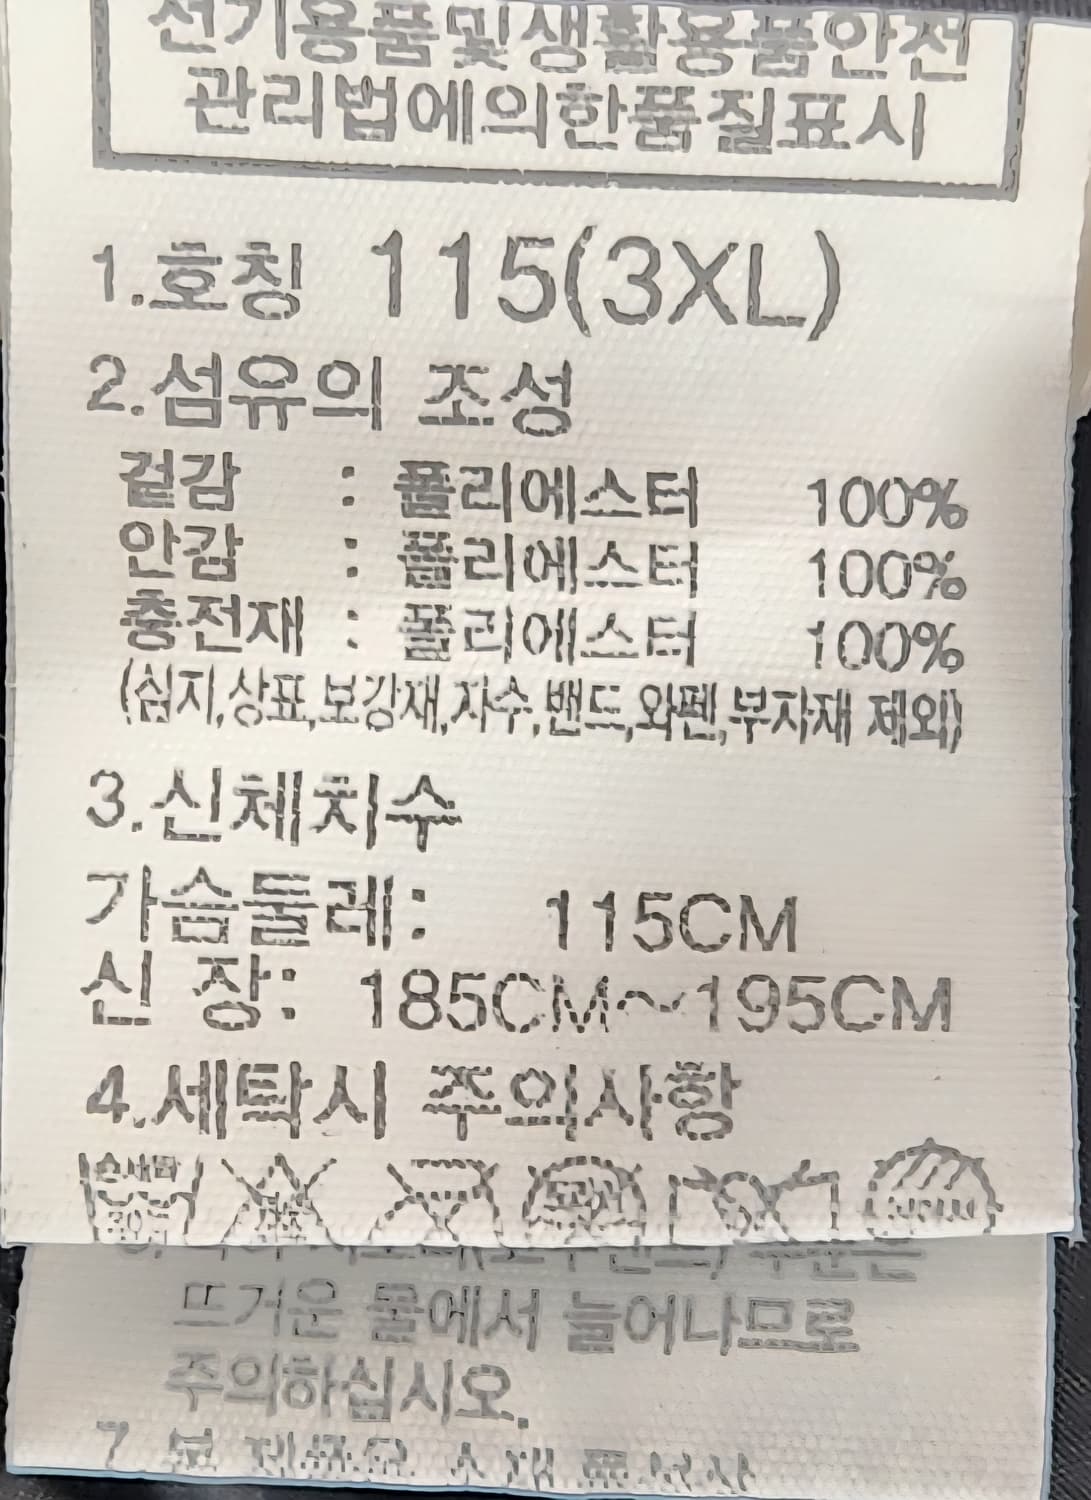 전기용품및생활용품안전
관리법에의한품질표시
1.호칭 115(3XL)
2.섬유의 조성
겉감 : 폴리에스터 100%
안감 : 폴리에스터 100%
충전재 : 폴리에스터 100%
(심지,상표,보강재,자수,밴드,와펜,부자재 제외)
3.신체치수
가슴둘레: 115CM
신 장: 185CM~195CM
4.세탁시 주의사항
뜨거운 물에서 늘어나므로
주의하십시오.
7. 본 제품은